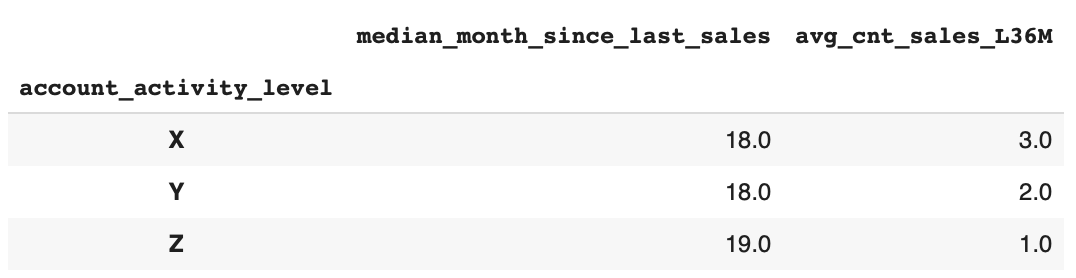 median_month_since_last_sales avg_cnt_sales_L36M
account_activity_level
X 18.0 3.0
Y 18.0 2.0
Z 19.0 1.0